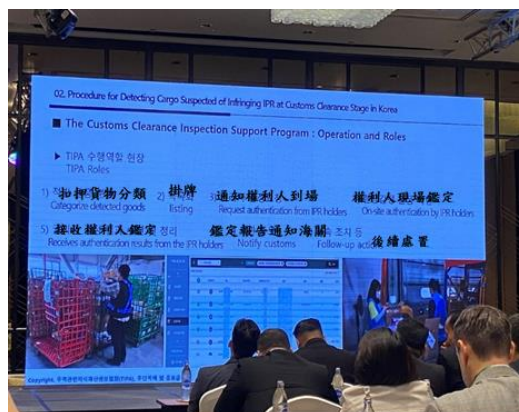 02. Procedure for Detecting Cargo Suspected of Infringing IPR at Customs Clearance Stage in Korea
■ The Customs Clearance Inspection Support Program : Operation and Roles
▶ TIPA 수행역할 현장
TIPA Roles
1) 扣押貨物分類 2) 掛牌 通知權利人到場 權利人現場鑑定
Categorize detected goods listing Request authentication from IPR holders On-site authentication by IPR holders
5) 接收權利人鑑定 정리 鑑定報告通知海關 조치 등 後續處置
Receives authentication results from the IPR holders Notify customs Follow-up
Copyright.